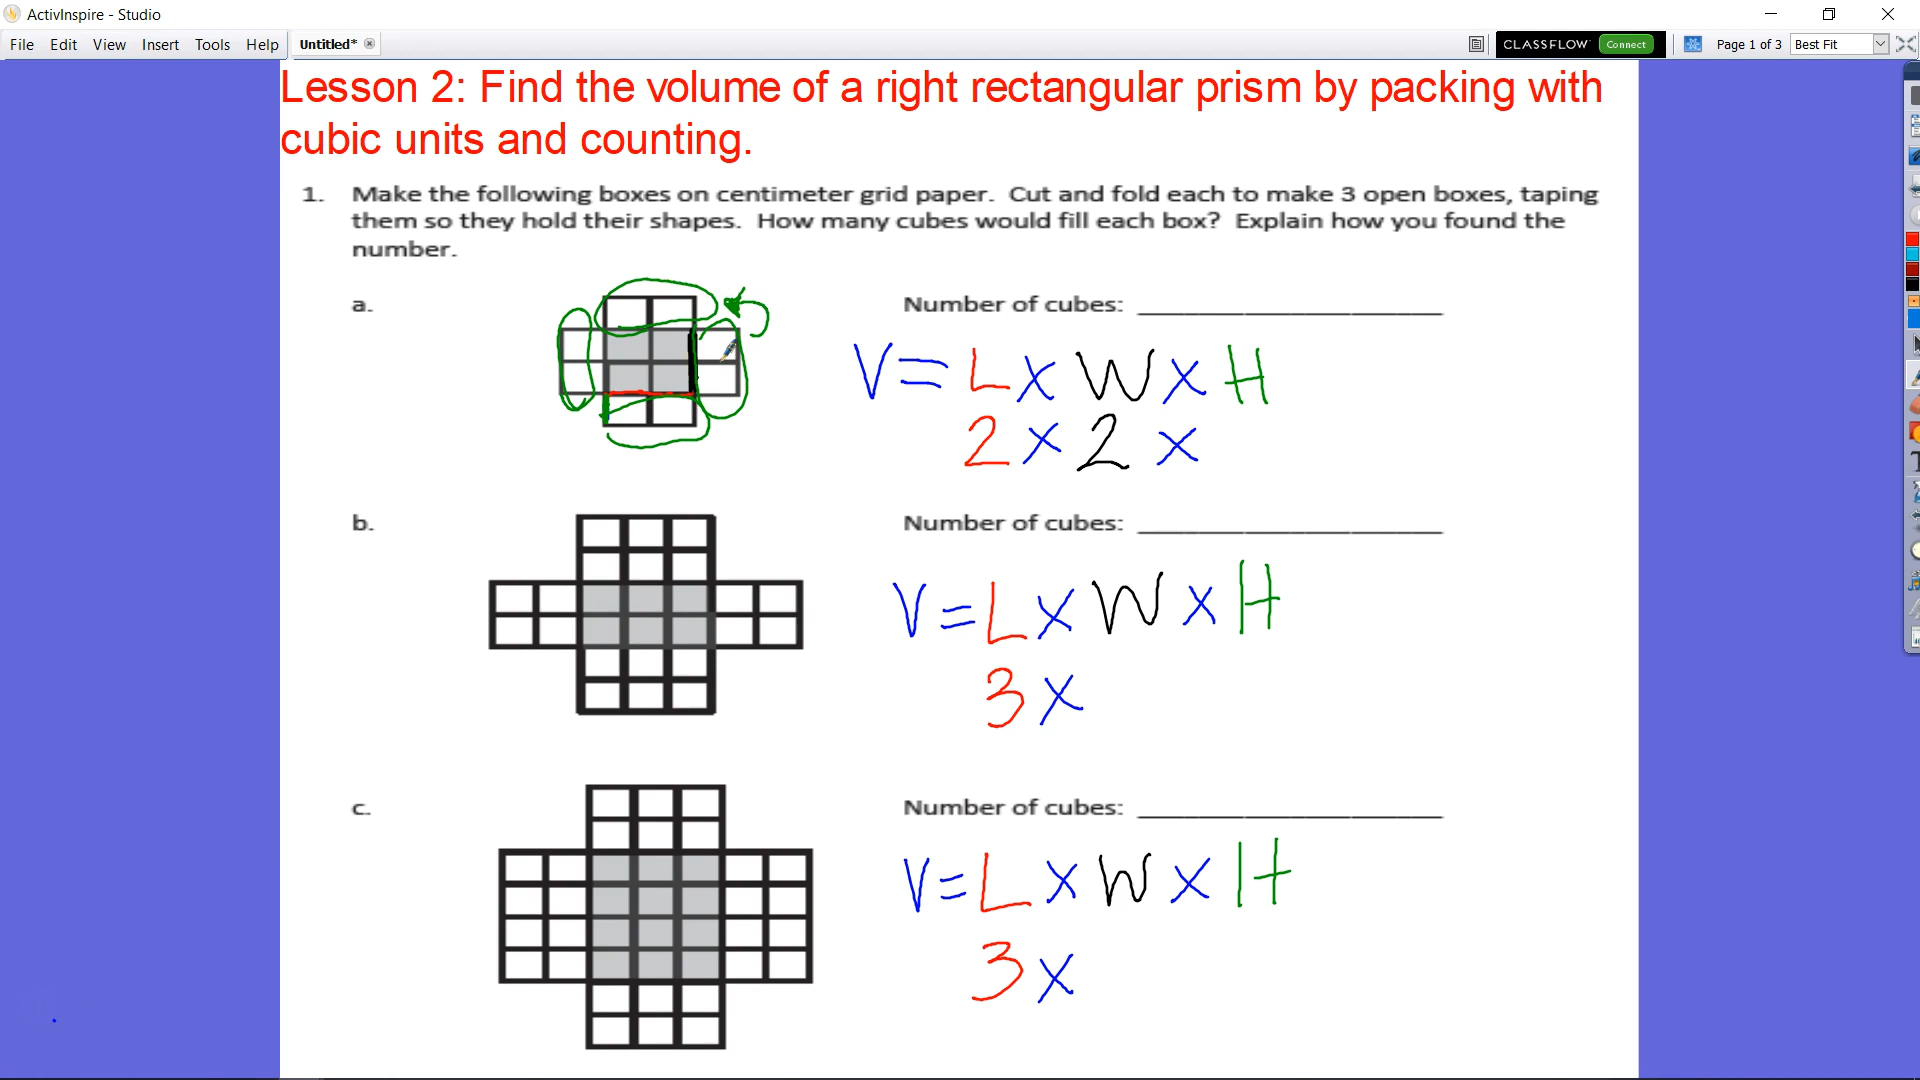 ActivInspire - Studio
File Edit View Insert Tools Help Untitled* CLASSFLOW Connect Page 1 of 3 Best Fit
Lesson 2: Find the volume of a right rectangular prism by packing with
cubic units and counting.
1. Make the following boxes on centimeter grid paper. Cut and fold each to make 3 open boxes, taping
them so they hold their shapes. How many cubes would fill each box? Explain how you found the
number.
a. Number of cubes: ____________________
V = L x W x H
2 x 2 x
b. Number of cubes: ____________________
V = L x W x H
3 x
c. Number of cubes: ____________________
V = L x W x H
3 x